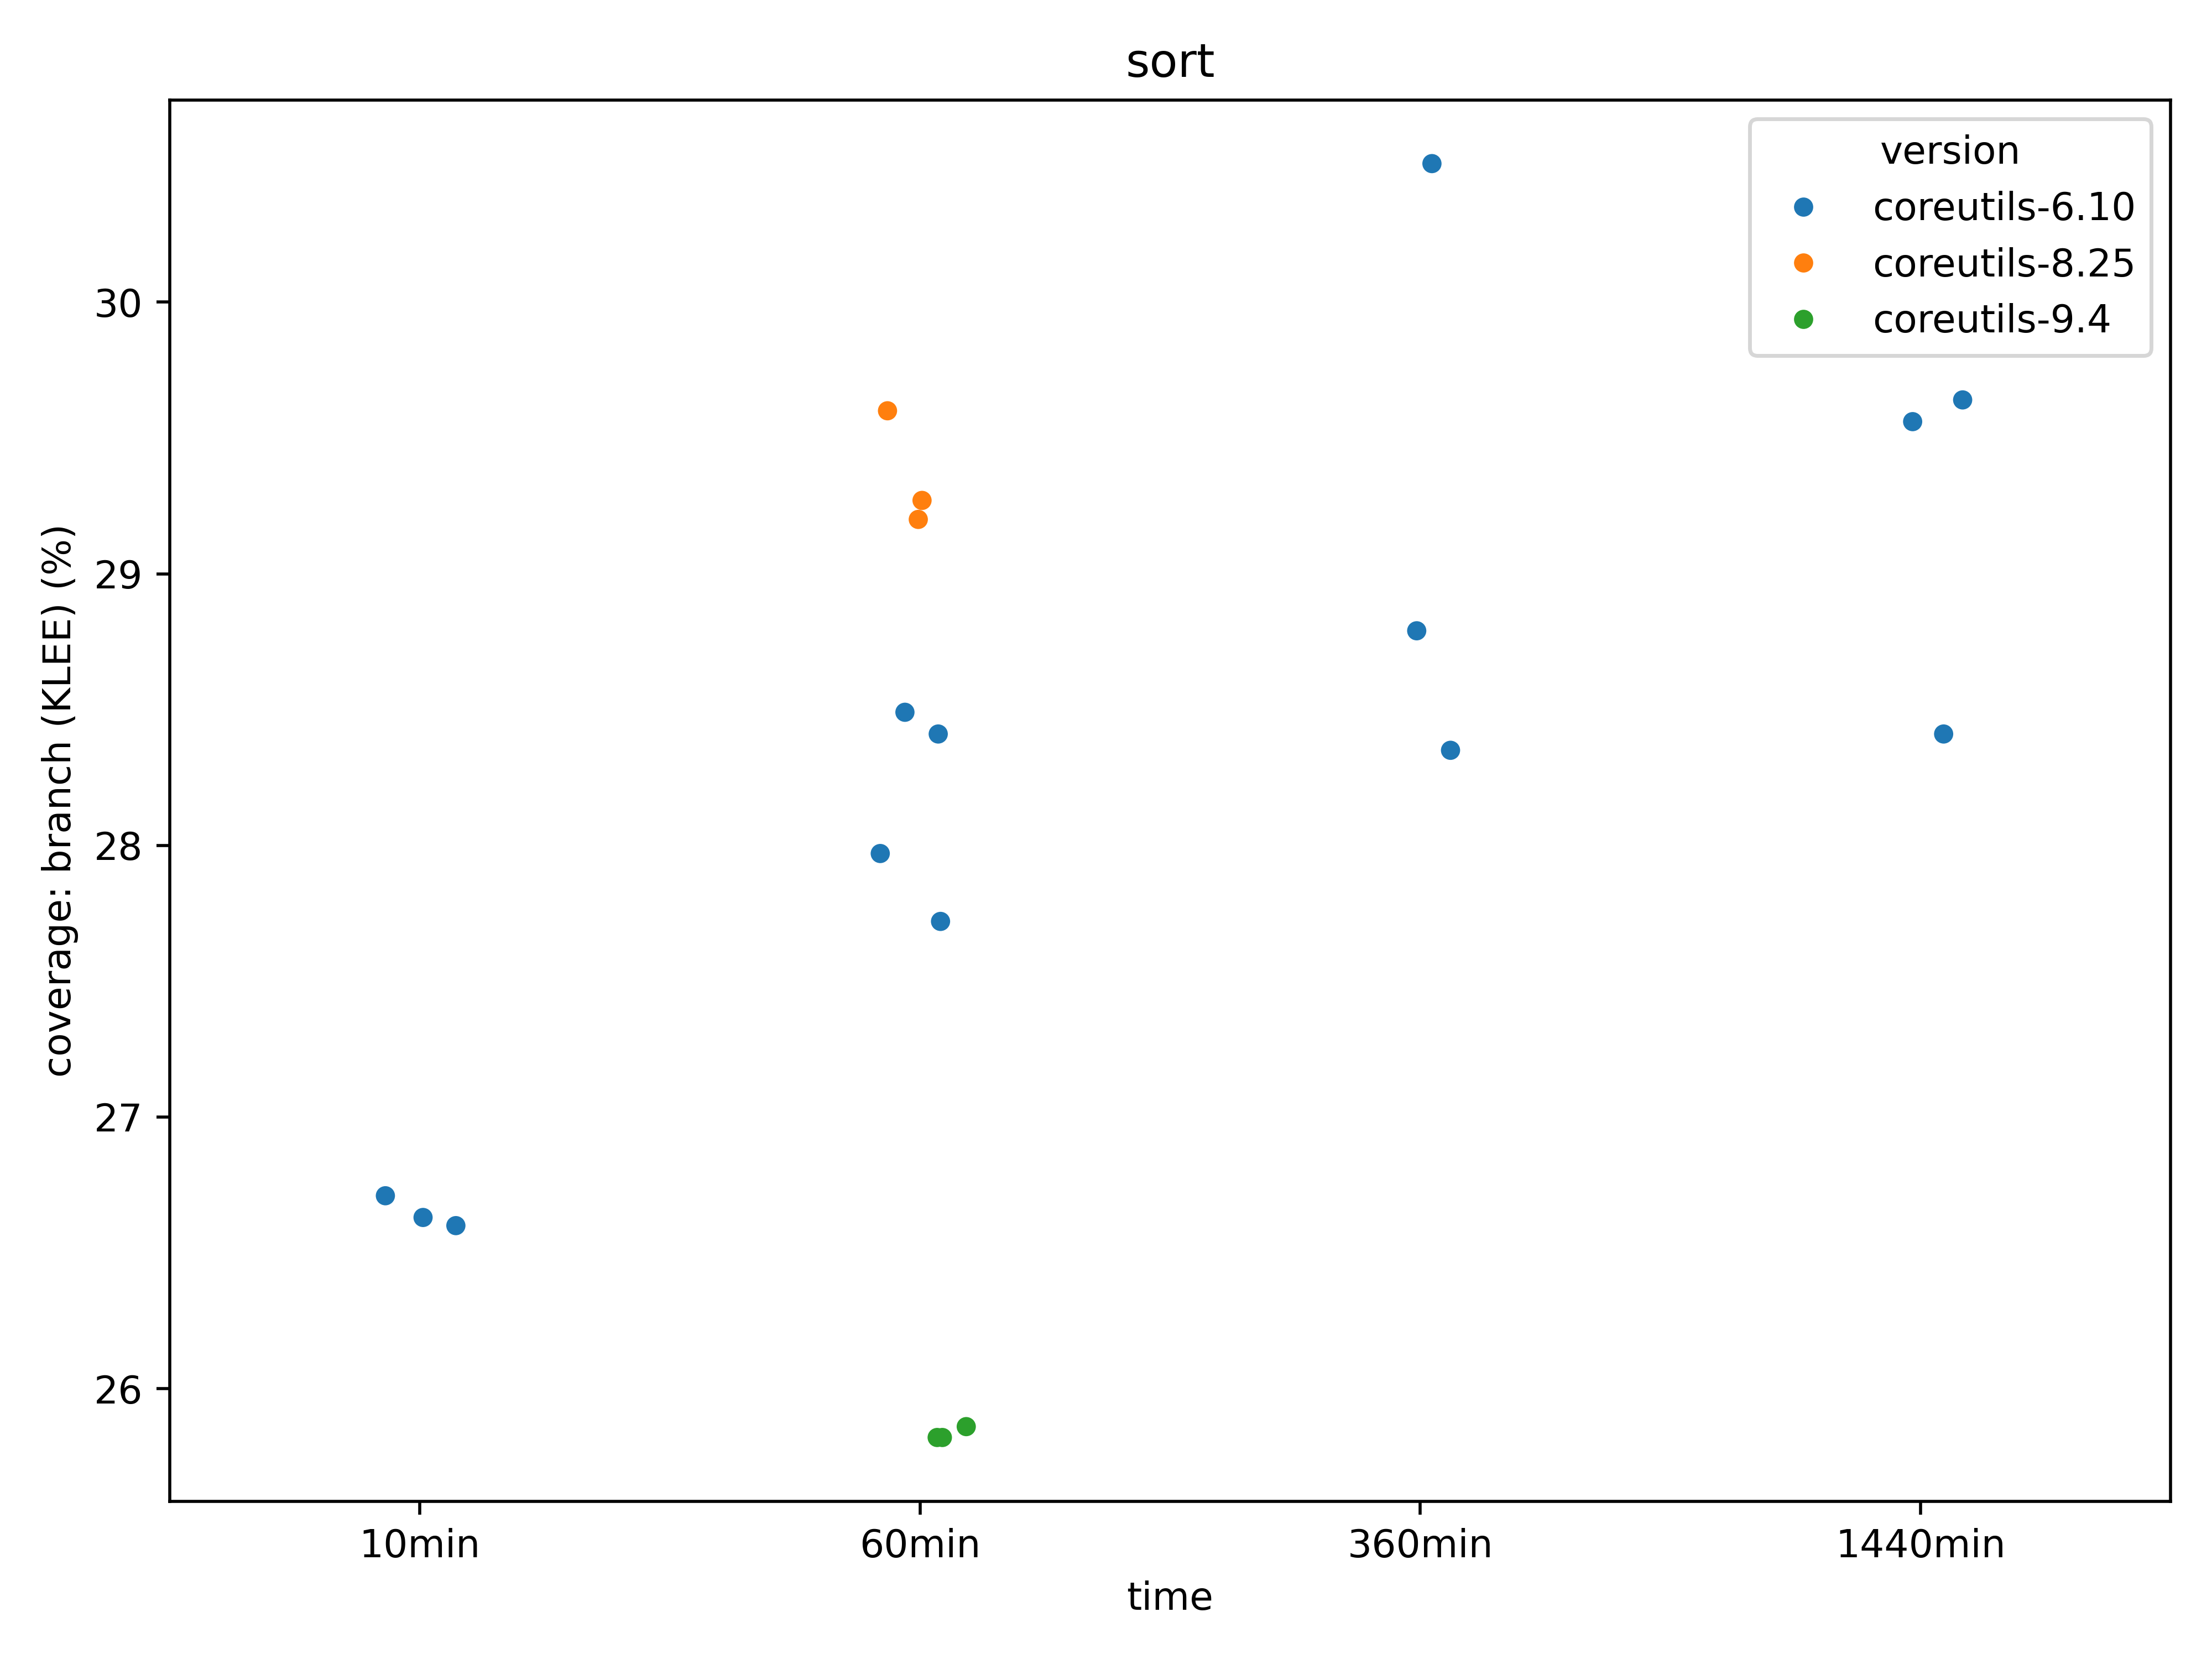 sort
version
coreutils-6.10
coreutils-8.25
coreutils-9.4
coverage: branch (KLEE) (%)
30
29
28
27
26
10min
60min
360min
1440min
time